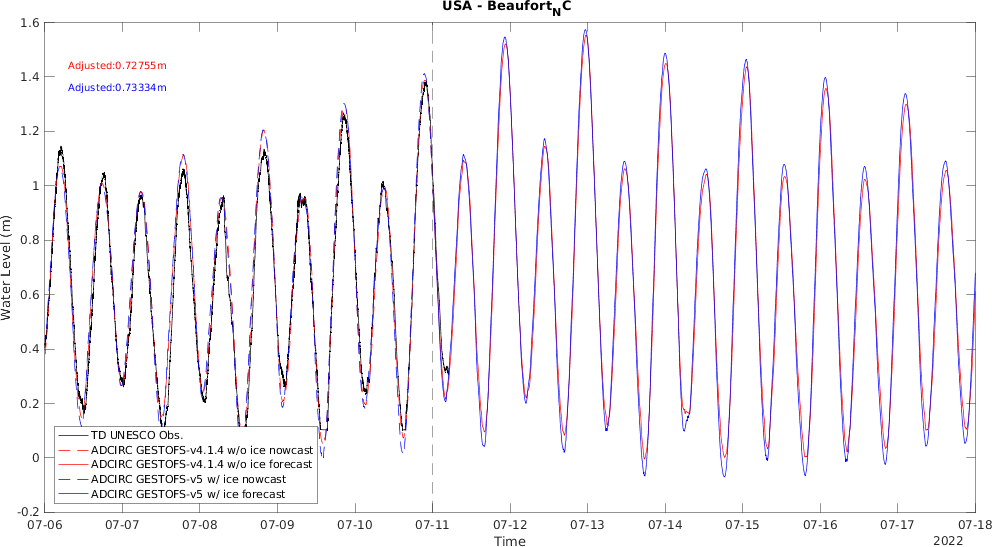 USA - Beaufort_NC
1.6
1.4
1.2
1
0.8
0.6
0.4
0.2
0
-0.2
Water Level (m)
Adjusted:0.72755m
Adjusted:0.73334m
TD UNESCO Obs.
ADCIRC GESTOFS-v4.1.4 w/o ice nowcast
ADCIRC GESTOFS-v4.1.4 w/o ice forecast
ADCIRC GESTOFS-v5 w/ ice nowcast
ADCIRC GESTOFS-v5 w/ ice forecast
07-06 07-07 07-08 07-09 07-10 07-11 07-12 07-13 07-14 07-15 07-16 07-17 07-18
Time
2022